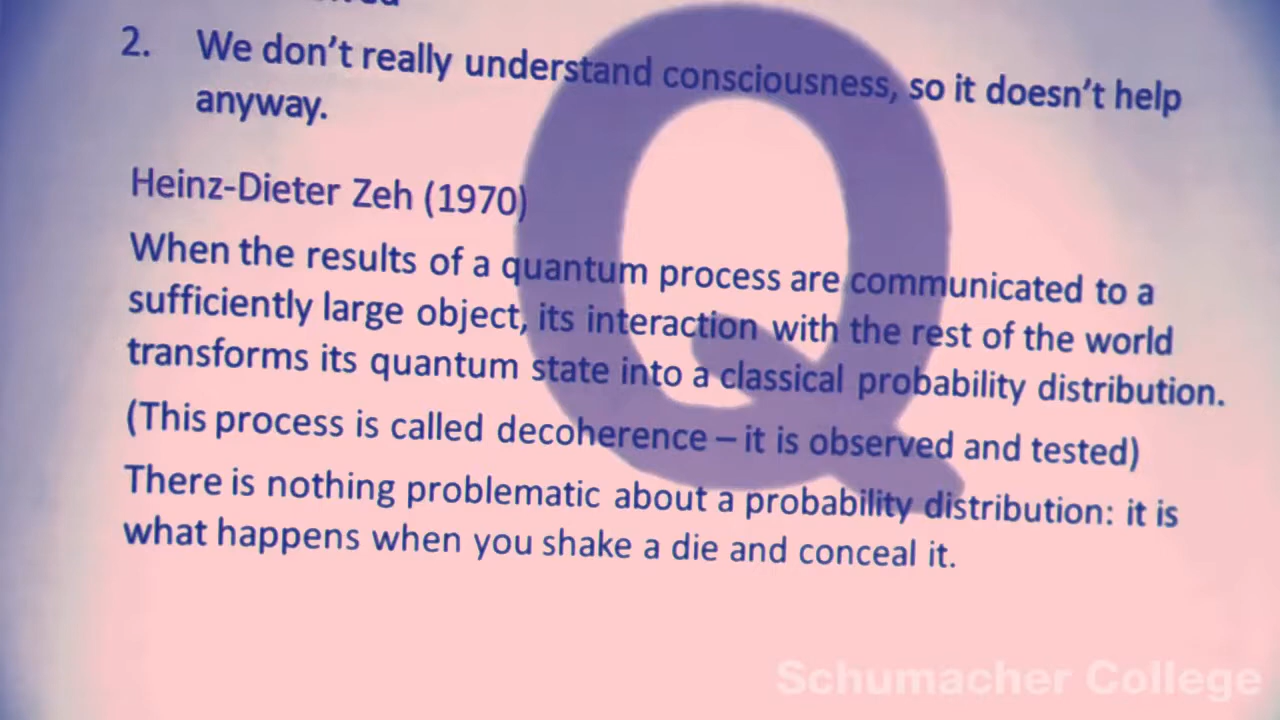 2. We don't really understand consciousness, so it doesn't help
anyway.
Heinz-Dieter Zeh (1970)
When the results of a quantum process are communicated to a
sufficiently large object, its interaction with the rest of the world
transforms its quantum state into a classical probability distribution.
(This process is called decoherence – it is observed and tested)
There is nothing problematic about a probability distribution: it is
what happens when you shake a die and conceal it.
Q
Schumacher College